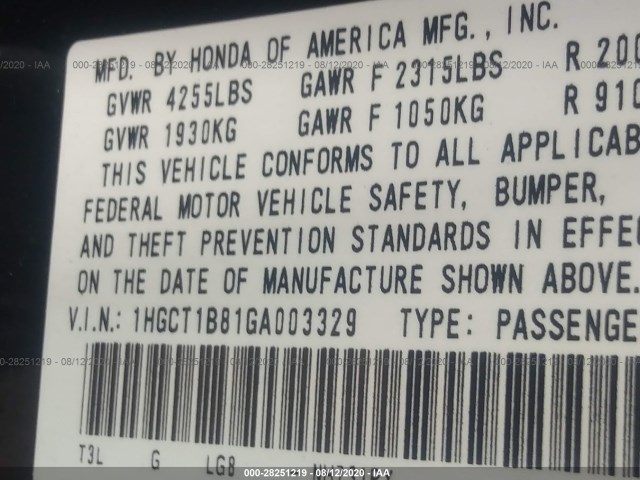 MFD. BY HONDA OF AMERICA MFG., INC.
GVWR 4255LBS GAWR F 2315LBS R 200
GVWR 1930KG GAWR F 1050KG R 910
THIS VEHICLE CONFORMS TO ALL APPLICAB
FEDERAL MOTOR VEHICLE SAFETY, BUMPER,
AND THEFT PREVENTION STANDARDS IN EFFE
ON THE DATE OF MANUFACTURE SHOWN ABOVE.
V.I.N.: 1HGCT1B81GA003329 TYPE: PASSENGE
T3L G LG8
000-28251219 - 08/12/2020 - IAA